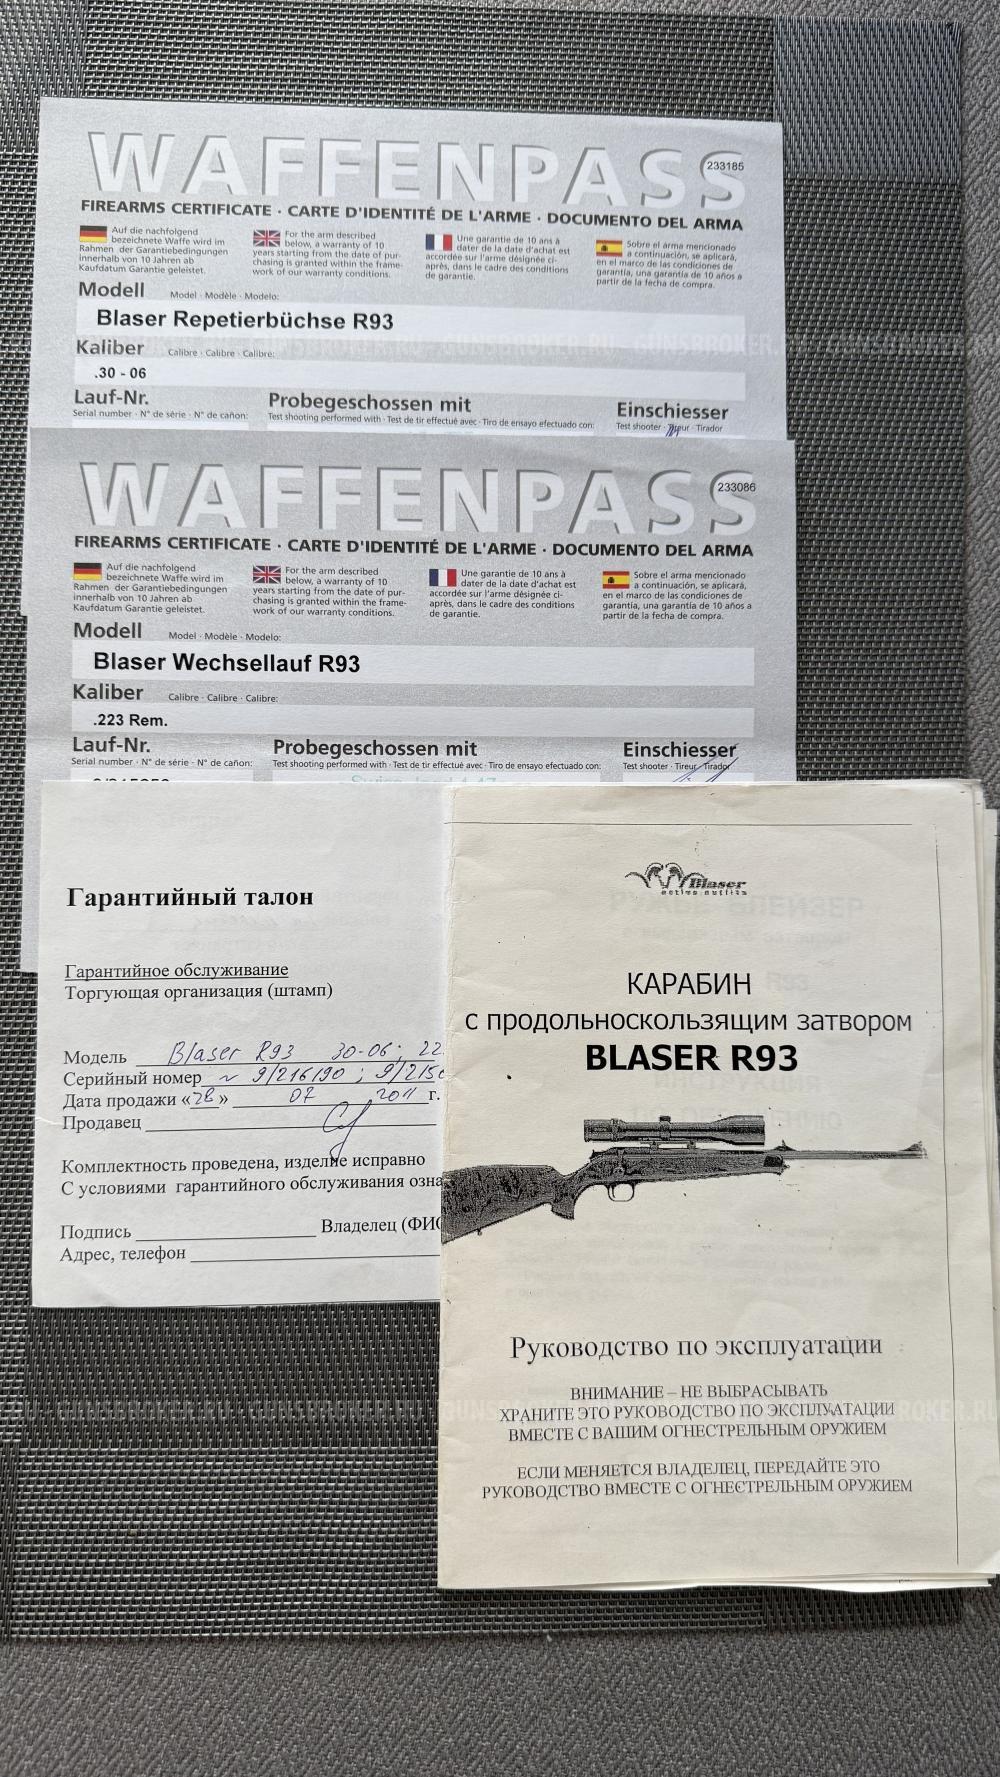 WAFFENPASS
233185
FIREARMS CERTIFICATE · CARTE D'IDENTITÉ DE L'ARME · DOCUMENTO DEL ARMA
Auf die nachfolgend
bezeichnete Waffe wird im
Rahmen der Garantiebedingungen
innerhalb von 10 Jahren ab
Kaufdatum Garantie geleistet.
For the arm described
below, a warranty of 10
years starting from the date of pur-
chasing is granted within the frame-
work of our warranty conditions.
Une garantie de 10 ans à
dater de la date d'achat est
accordée sur l'arme désignée ci-
après, dans le cadre des conditions
de garantie.
Sobre el arma mencionado
a continuación, se aplicará,
en el marco de las condiciones de
garantía, una garantía de 10 años a
partir de la fecha de compra.
Modell Model · Modèle · Modelo:
Blaser Repetierbüchse R93
Kaliber Calibre · Calibre · Calibre:
.30 - 06
Lauf-Nr. Probegeschossen mit Einschiesser
Serial number · N° de série · N° de cañon: Test shooting performed with · Test de tir effectué avec · Tiro de ensayo efectuado con: Test shooter · Tireur · Tirador
WAFFENPASS
233086
FIREARMS CERTIFICATE · CARTE D'IDENTITÉ DE L'ARME · DOCUMENTO DEL ARMA
Auf die nachfolgend
bezeichnete Waffe wird im
Rahmen der Garantiebedingungen
innerhalb von 10 Jahren ab
Kaufdatum Garantie geleistet.
For the arm described
below, a warranty of 10
years starting from the date of pur-
chasing is granted within the frame-
work of our warranty conditions.
Une garantie de 10 ans à
dater de la date d'achat est
accordée sur l'arme désignée ci-
après, dans le cadre des conditions
de garantie.
Sobre el arma mencionado
a continuación, se aplicará,
en el marco de las condiciones de
garantía, una garantía de 10 años a
partir de la fecha de compra.
Modell Model · Modèle · Modelo:
Blaser Wechsellauf R93
Kaliber Calibre · Calibre · Calibre:
.223 Rem.
Lauf-Nr. Probegeschossen mit Einschiesser
Serial number · N° de série · N° de cañon: Test shooting performed with · Test de tir effectué avec · Tiro de ensayo efectuado con: Test shooter · Tireur · Tirador
Гарантийный талон
Гарантийное обслуживание
Торгующая организация (штамп)
Модель Blaser R93 30-06; 22
Серийный номер ~ 9/216190; 9/215
Дата продажи «28» 07 2011 г.
Продавец
Комплектность проведена, изделие исправно
С условиями гарантийного обслуживания озна
Подпись Владелец (ФИО
Адрес, телефон
Blaser
active outfits
КАРАБИН
с продольноскользящим затвором
BLASER R93
Руководство по эксплуатации
ВНИМАНИЕ – НЕ ВЫБРАСЫВАТЬ
ХРАНИТЕ ЭТО РУКОВОДСТВО ПО ЭКСПЛУАТАЦИИ
ВМЕСТЕ С ВАШИМ ОГНЕСТРЕЛЬНЫМ ОРУЖИЕМ
ЕСЛИ МЕНЯЕТСЯ ВЛАДЕЛЕЦ, ПЕРЕДАЙТЕ ЭТО
РУКОВОДСТВО ВМЕСТЕ С ОГНЕСТРЕЛЬНЫМ ОРУЖИЕМ